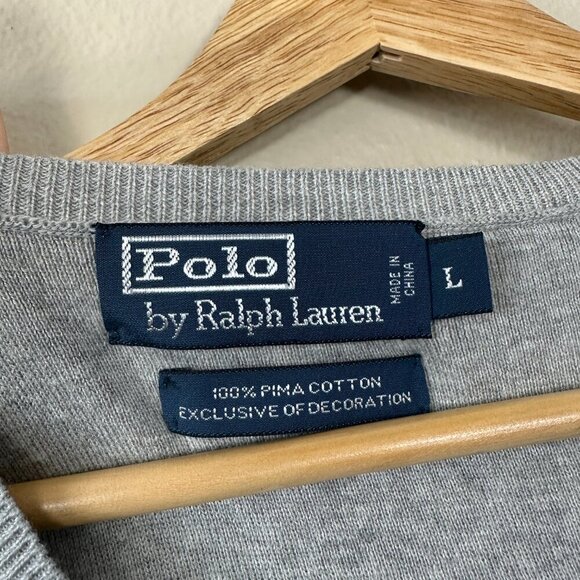 Polo
by Ralph Lauren
MADE IN
CHINA
L
100% PIMA COTTON
EXCLUSIVE OF DECORATION